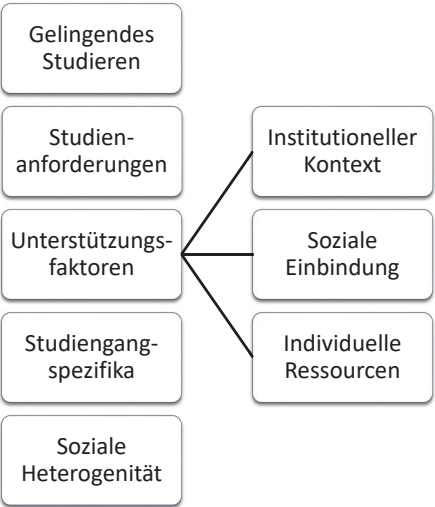 Gelingendes
Studieren
Studien-
anforderungen
Unterstützungs-
faktoren
Studiengang-
spezifika
Soziale
Heterogenität
Institutioneller
Kontext
Soziale
Einbindung
Individuelle
Ressourcen